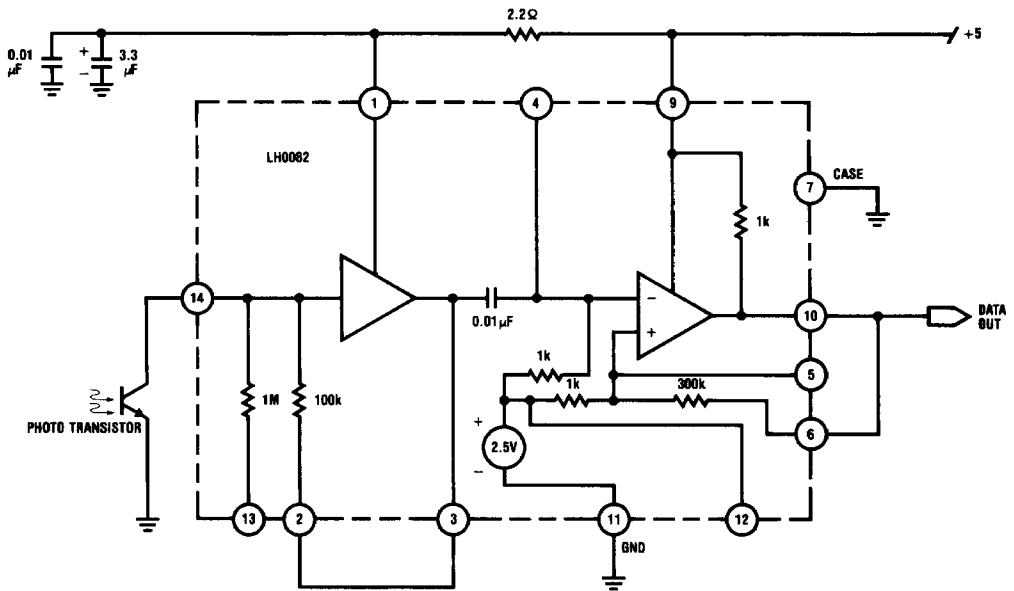 2.2Ω
+5
0.01
μF
+
−
3.3
μF
1
4
9
LH0082
7
CASE
1k
14
0.01μF
−
+
10
DATA
OUT
1k
1k
300k
5
1M
100k
PHOTO TRANSISTOR
+
2.5V
−
6
13
2
3
11
12
GND